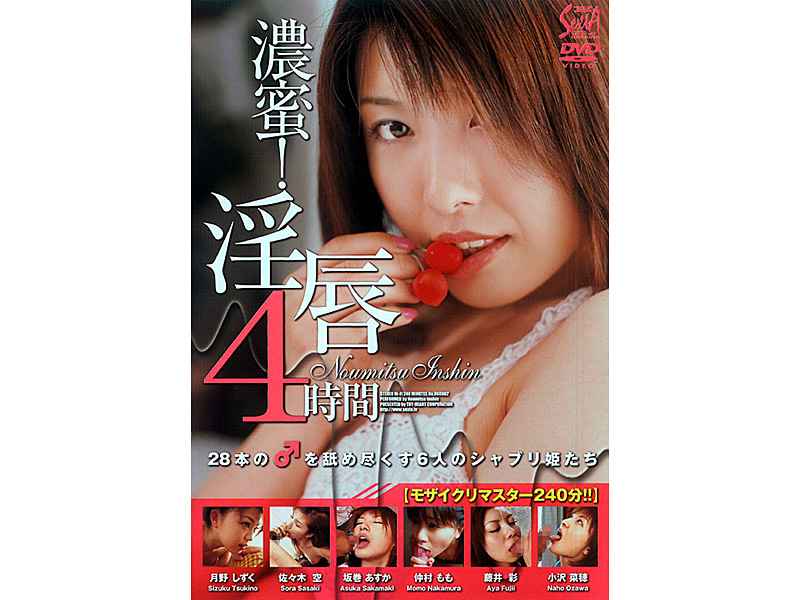 SEXIA
DVD
VIDEO
濃蜜!
淫唇
4時間
Noumitsu Inshin
28本の♂を舐め尽くす6人のシャブリ姫たち
【モザイクリマスター240分!!】
月野 しずく
Sizuku Tsukino
佐々木 空
Sora Sasaki
坂巻 あすか
Asuka Sakamaki
仲村 もも
Momo Nakamura
藤井 彩
Aya Fujii
小沢 菜穂
Naho Ozawa